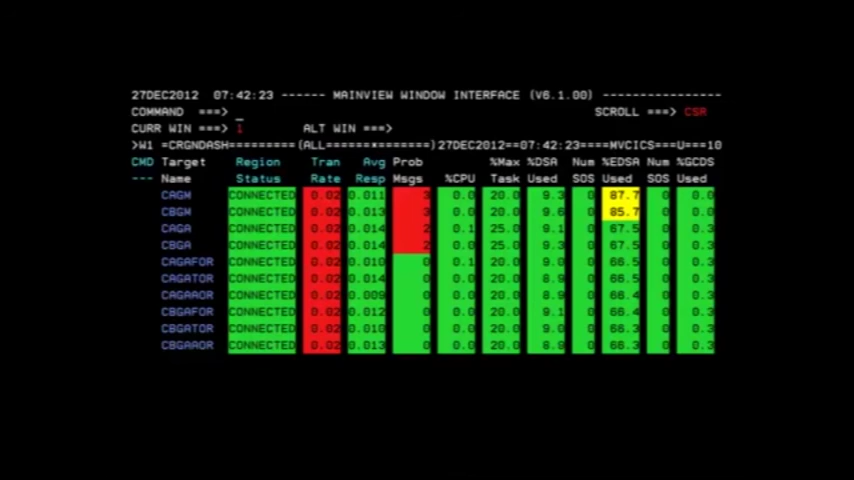 27DEC2012  07:42:23 ------ MAINVIEW WINDOW INTERFACE (V6.1.00) ----------------
COMMAND  ===> _                                               SCROLL ===> CSR
CURR WIN ===> 1        ALT WIN ===>
>W1 =CRGNDASH=========(ALL======*=======)27DEC2012==07:42:23====MVCICS===U===10
CMD Target Region Tran Avg Prob %Max %DSA Num %EDSA Num %GCDS
--- Name Status Rate Resp Msgs %CPU Task Used SOS Used SOS Used
CAGM CONNECTED 0.02 0.011 3 0.0 20.0 9.3 0 87.7 0 0.0
CBGM CONNECTED 0.02 0.013 3 0.0 20.0 9.6 0 85.7 0 0.0
CAGA CONNECTED 0.02 0.014 2 0.1 25.0 9.1 0 67.5 0 0.3
CBGA CONNECTED 0.02 0.014 2 0.0 25.0 9.3 0 67.5 0 0.3
CAGAFOR CONNECTED 0.02 0.010 0 0.1 20.0 9.0 0 66.5 0 0.3
CAGATOR CONNECTED 0.02 0.014 0 0.0 20.0 8.9 0 66.5 0 0.3
CAGAAOR CONNECTED 0.02 0.009 0 0.0 20.0 8.9 0 66.4 0 0.3
CBGAFOR CONNECTED 0.02 0.012 0 0.0 20.0 9.1 0 66.4 0 0.3
CBGATOR CONNECTED 0.02 0.010 0 0.0 20.0 9.0 0 66.3 0 0.3
CBGAAOR CONNECTED 0.02 0.013 0 0.0 20.0 8.9 0 66.3 0 0.3